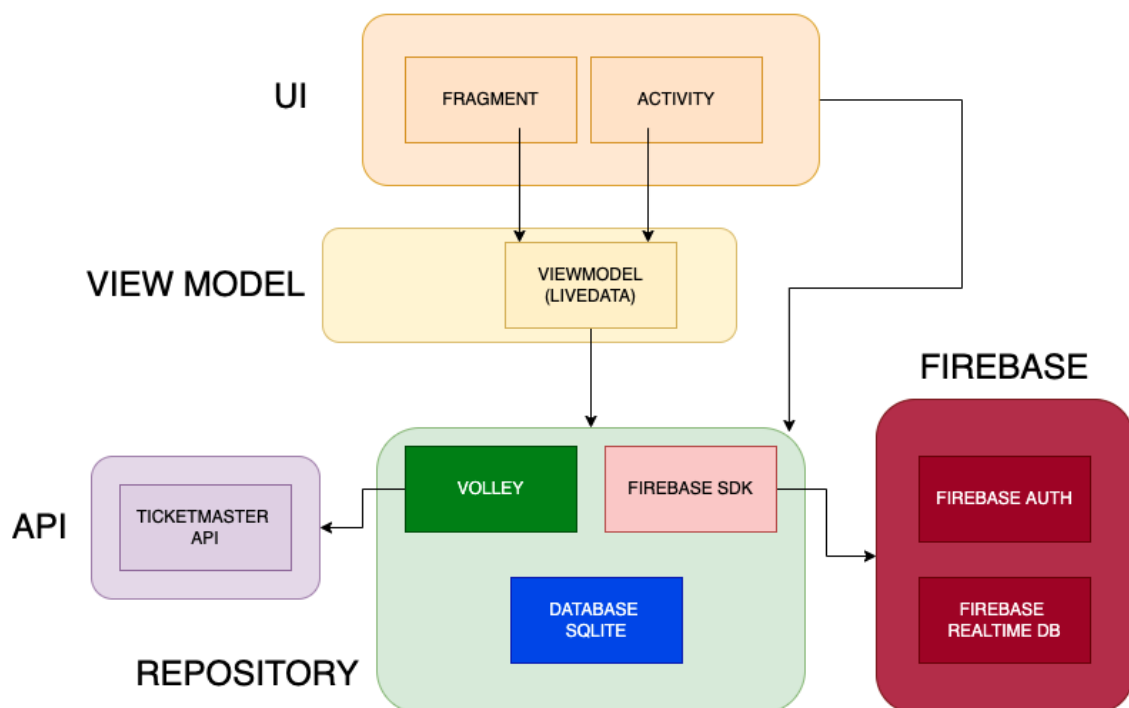 UI
FRAGMENT
ACTIVITY
VIEW MODEL
VIEWMODEL
(LIVEDATA)
FIREBASE
API
TICKETMASTER
API
VOLLEY
FIREBASE SDK
FIREBASE AUTH
DATABASE
SQLITE
FIREBASE
REALTIME DB
REPOSITORY